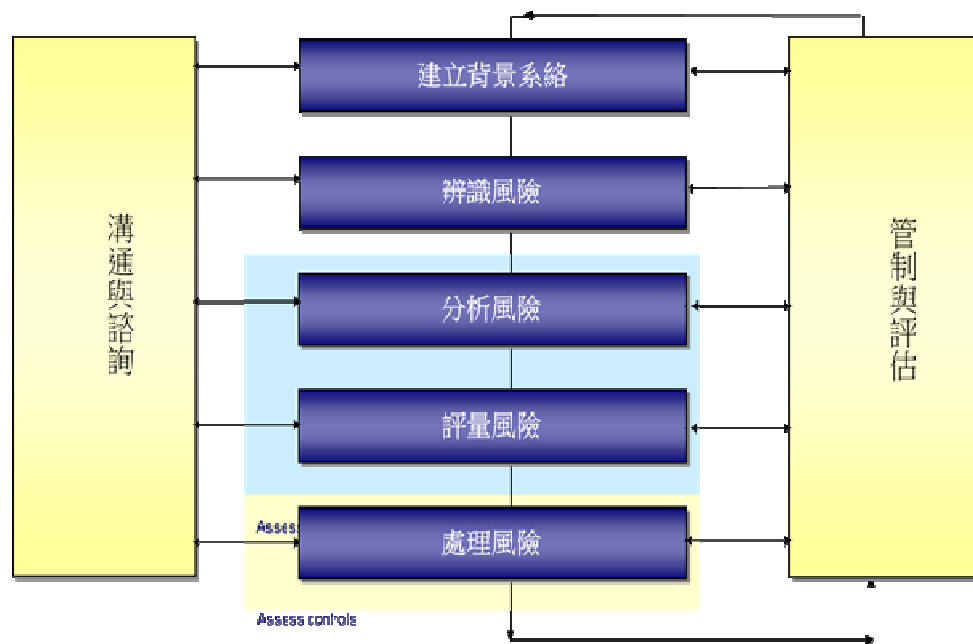 建立背景系絡
辨識風險
溝通與諮詢
管制與評估
分析風險
評量風險
Assess
處理風險
Assess controls